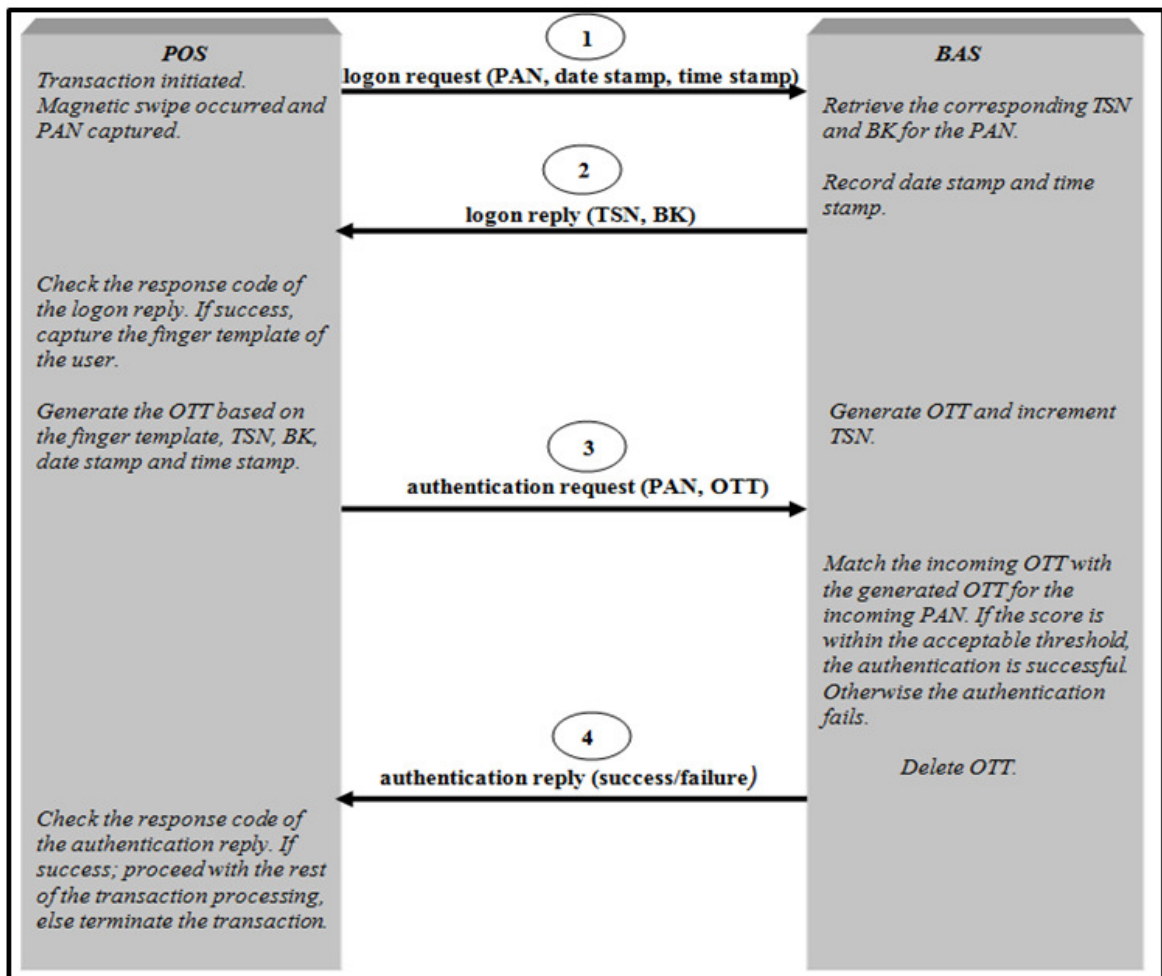 POS
Transaction initiated.
Magnetic swipe occurred and
PAN captured.
1
logon request (PAN, date stamp, time stamp)
BAS
Retrieve the corresponding TSN
and BK for the PAN.
Record date stamp and time
stamp.
2
logon reply (TSN, BK)
Check the response code of
the logon reply. If success,
capture the finger template of
the user.
Generate the OTT based on
the finger template, TSN, BK,
date stamp and time stamp.
Generate OTT and increment
TSN.
3
authentication request (PAN, OTT)
Match the incoming OTT with
the generated OTT for the
incoming PAN. If the score is
within the acceptable threshold,
the authentication is successful.
Otherwise the authentication
fails.
Delete OTT.
4
authentication reply (success/failure)
Check the response code of
the authentication reply. If
success; proceed with the rest
of the transaction processing,
else terminate the transaction.